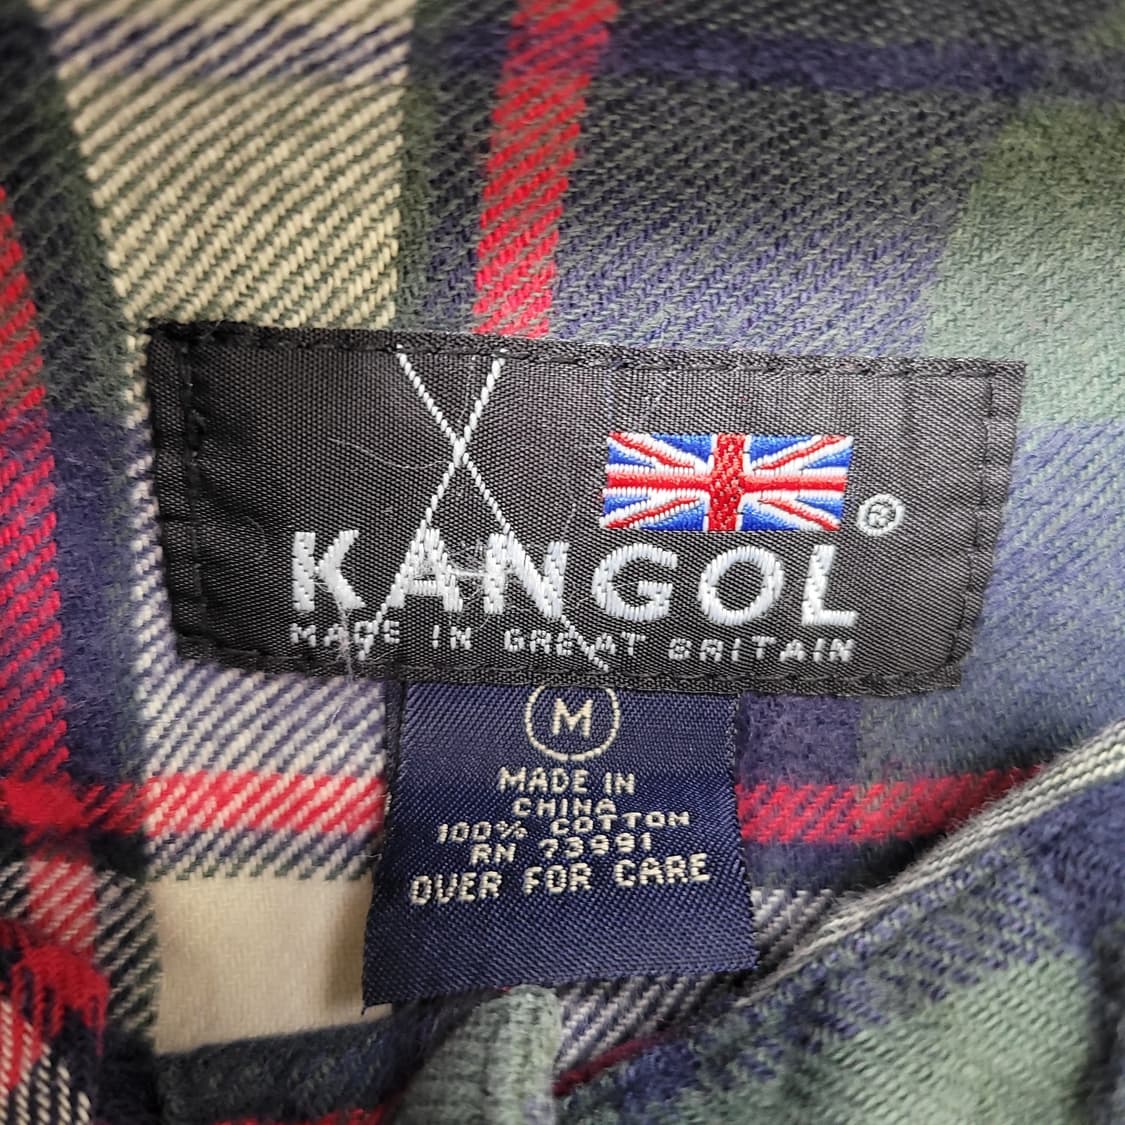 KANGOL ®
MADE IN GREAT BRITAIN
M
MADE IN
CHINA
100% COTTON
RN 73991
OVER FOR CARE